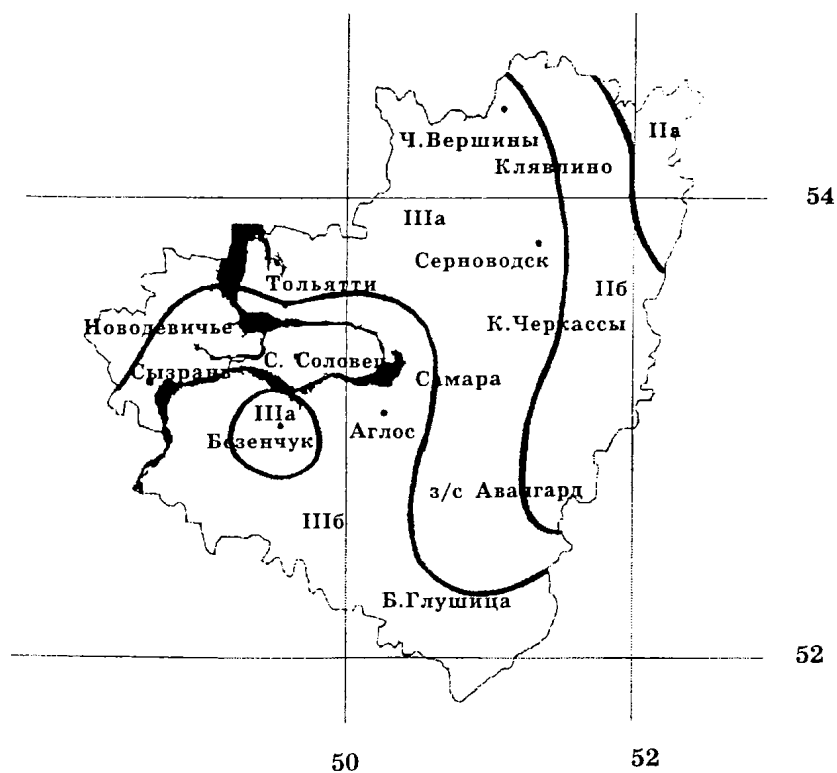 IIа
Ч.Вершины
Клявлино
54
IIIа
Серноводск
Тольятти
IIб
Новодевичье
К.Черкассы
С. Соловец
Сызрань
Самара
IIIа
Безенчук
Аглос
з/с Авангард
IIIб
Б.Глушица
52
50
52